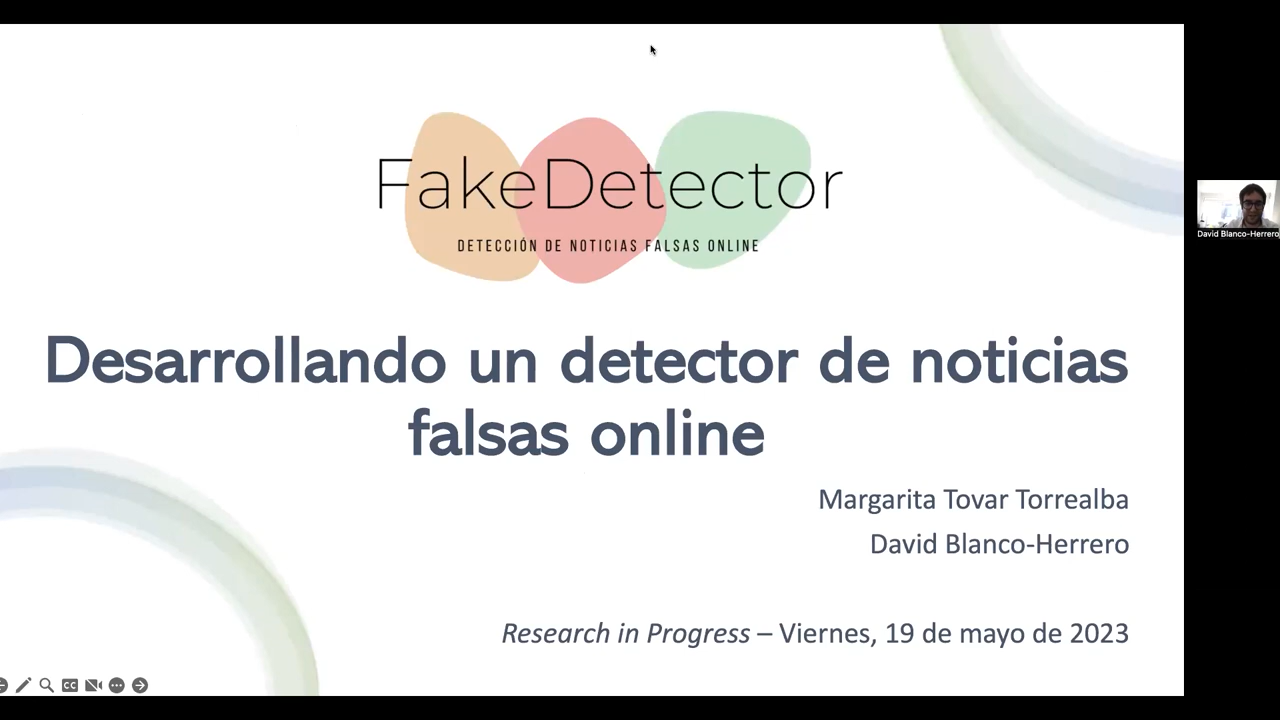 FakeDetector
DETECCIÓN DE NOTICIAS FALSAS ONLINE
Desarrollando un detector de noticias
falsas online
Margarita Tovar Torrealba
David Blanco-Herrero
Research in Progress – Viernes, 19 de mayo de 2023
David Blanco-Herrero
CC